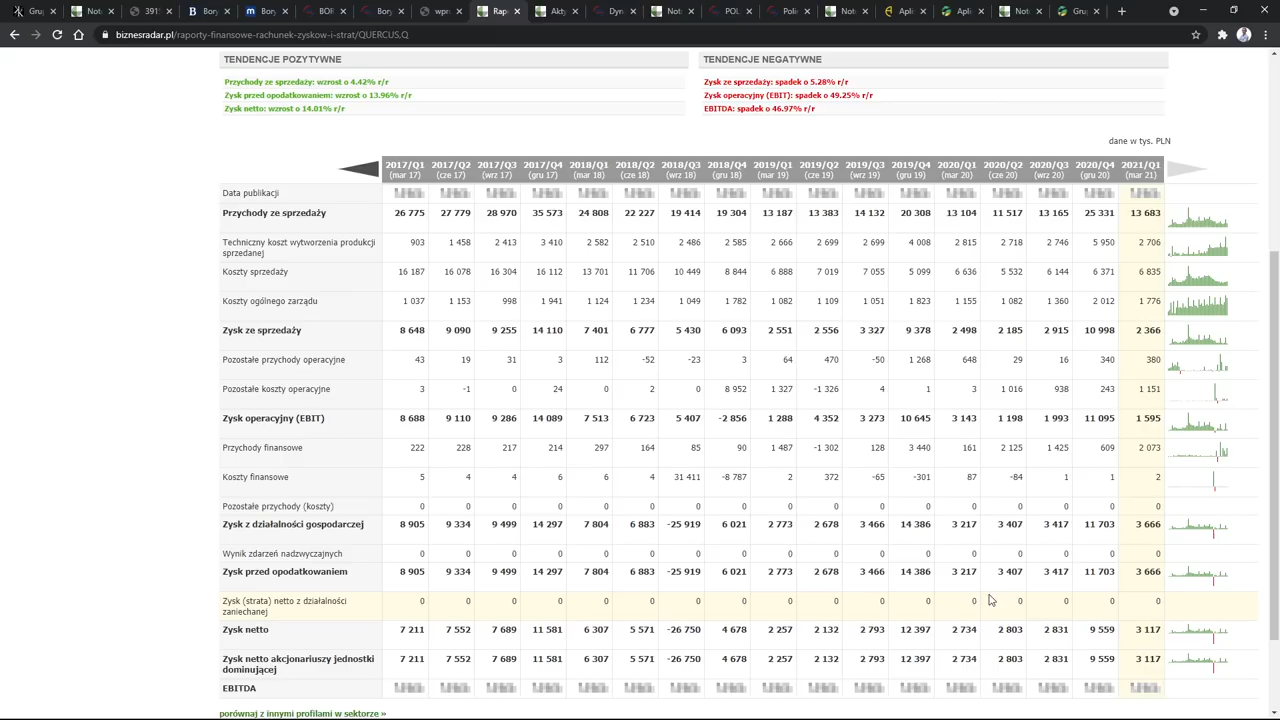 391( Bor Bo Bor Spo Rap Akt Dyr Not POL Pol Not Apli Apli Not Orl Not
biznesradar.pl/raporty-finansowe-rachunek-zyskow-i-strat/QUERCUS,Q
TENDENCJE POZYTYWNE TENDENCJE NEGATYWNE
Przychody ze sprzedaży: wzrost o 4.42% r/r Zysk ze sprzedaży: spadek o 5.28% r/r
Zysk przed opodatkowaniem: wzrost o 13.96% r/r Zysk operacyjny (EBIT): spadek o 49.25% r/r
Zysk netto: wzrost o 14.01% r/r EBITDA: spadek o 46.97% r/r
dane w tys. PLN
2017/Q1 2017/Q2 2017/Q3 2017/Q4 2018/Q1 2018/Q2 2018/Q3 2018/Q4 2019/Q1 2019/Q2 2019/Q3 2019/Q4 2020/Q1 2020/Q2 2020/Q3 2020/Q4 2021/Q1
(mar 17) (cze 17) (wrz 17) (gru 17) (mar 18) (cze 18) (wrz 18) (gru 18) (mar 19) (cze 19) (wrz 19) (gru 19) (mar 20) (cze 20) (wrz 20) (gru 20) (mar 21)
Data publikacji
Przychody ze sprzedaży 26 775 27 779 28 970 35 573 24 808 22 227 19 414 19 304 13 187 13 383 14 132 20 308 13 104 11 517 13 165 25 331 13 683
Techniczny koszt wytworzenia produkcji 903 1 458 2 413 3 410 2 582 2 510 2 486 2 585 2 666 2 699 2 699 4 008 2 815 2 718 2 746 5 950 2 706
sprzedanej
Koszty sprzedaży 16 187 16 078 16 304 16 112 13 701 11 706 10 449 8 844 6 888 7 019 7 055 5 099 6 636 5 532 6 144 6 371 6 835
Koszty ogólnego zarządu 1 037 1 153 998 1 941 1 124 1 234 1 049 1 782 1 082 1 109 1 051 1 823 1 155 1 082 1 360 2 012 1 776
Zysk ze sprzedaży 8 648 9 090 9 255 14 110 7 401 6 777 5 430 6 093 2 551 2 556 3 327 9 378 2 498 2 185 2 915 10 998 2 366
Pozostałe przychody operacyjne 43 19 31 3 112 -52 -23 3 64 470 -50 1 268 648 29 16 340 380
Pozostałe koszty operacyjne 3 -1 0 24 0 2 0 8 952 1 327 -1 326 4 1 3 1 016 938 243 1 151
Zysk operacyjny (EBIT) 8 688 9 110 9 286 14 089 7 513 6 723 5 407 -2 856 1 288 4 352 3 273 10 645 3 143 1 198 1 993 11 095 1 595
Przychody finansowe 222 228 217 214 297 164 85 90 1 487 -1 302 128 3 440 161 2 125 1 425 609 2 073
Koszty finansowe 5 4 4 6 6 4 31 411 -8 787 2 372 -65 -301 87 -84 1 1 2
Pozostałe przychody (koszty) 0 0 0 0 0 0 0 0 0 0 0 0 0 0 0 0 0
Zysk z działalności gospodarczej 8 905 9 334 9 499 14 297 7 804 6 883 -25 919 6 021 2 773 2 678 3 466 14 386 3 217 3 407 3 417 11 703 3 666
Wynik zdarzeń nadzwyczajnych 0 0 0 0 0 0 0 0 0 0 0 0 0 0 0 0 0
Zysk przed opodatkowaniem 8 905 9 334 9 499 14 297 7 804 6 883 -25 919 6 021 2 773 2 678 3 466 14 386 3 217 3 407 3 417 11 703 3 666
Zysk (strata) netto z działalności 0 0 0 0 0 0 0 0 0 0 0 0 0 0 0 0 0
zaniechanej
Zysk netto 7 211 7 552 7 689 11 581 6 307 5 571 -26 750 4 678 2 257 2 132 2 793 12 397 2 734 2 803 2 831 9 559 3 117
Zysk netto akcjonariuszy jednostki 7 211 7 552 7 689 11 581 6 307 5 571 -26 750 4 678 2 257 2 132 2 793 12 397 2 734 2 803 2 831 9 559 3 117
dominującej
EBITDA
porównaj z innymi profilami w sektorze »